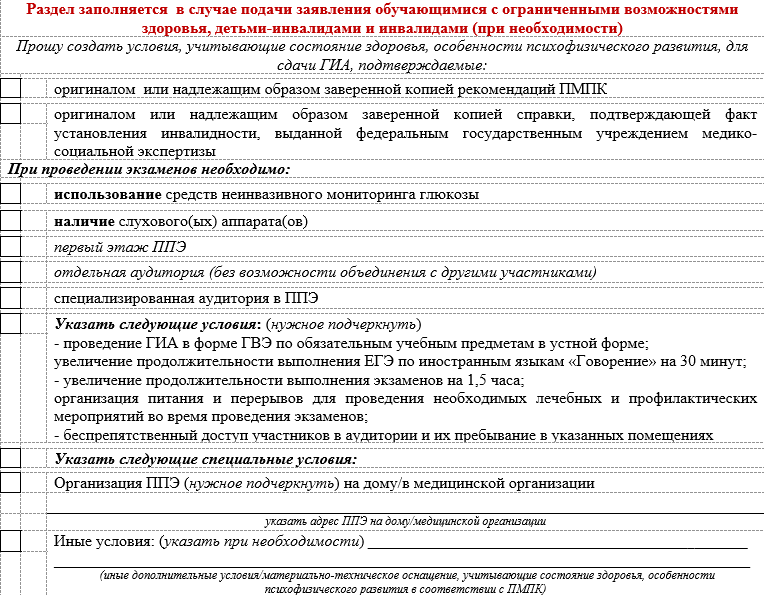 Раздел заполняется в случае подачи заявления обучающимися с ограниченными возможностями
здоровья, детьми-инвалидами и инвалидами (при необходимости)
Прошу создать условия, учитывающие состояние здоровья, особенности психофизического развития, для
сдачи ГИА, подтверждаемые:
оригиналом или надлежащим образом заверенной копией рекомендаций ПМПК
оригиналом или надлежащим образом заверенной копией справки, подтверждающей факт
установления инвалидности, выданной федеральным государственным учреждением медико-
социальной экспертизы
При проведении экзаменов необходимо:
использование средств неинвазивного мониторинга глюкозы
наличие слухового(ых) аппарата(ов)
первый этаж ППЭ
отдельная аудитория (без возможности объединения с другими участниками)
специализированная аудитория в ППЭ
Указать следующие условия: (нужное подчеркнуть)
- проведение ГИА в форме ГВЭ по обязательным учебным предметам в устной форме;
увеличение продолжительности выполнения ЕГЭ по иностранным языкам «Говорение» на 30 минут;
- увеличение продолжительности выполнения экзаменов на 1,5 часа;
организация питания и перерывов для проведения необходимых лечебных и профилактических
мероприятий во время проведения экзаменов;
- беспрепятственный доступ участников в аудитории и их пребывание в указанных помещениях
Указать следующие специальные условия:
Организация ППЭ (нужное подчеркнуть) на дому/в медицинской организации
указать адрес ППЭ на дому/медицинской организации
Иные условия: (указать при необходимости)
(иные дополнительные условия/материально-техническое оснащение, учитывающие состояние здоровья, особенности
психофизического развития в соответствии с ПМПК)